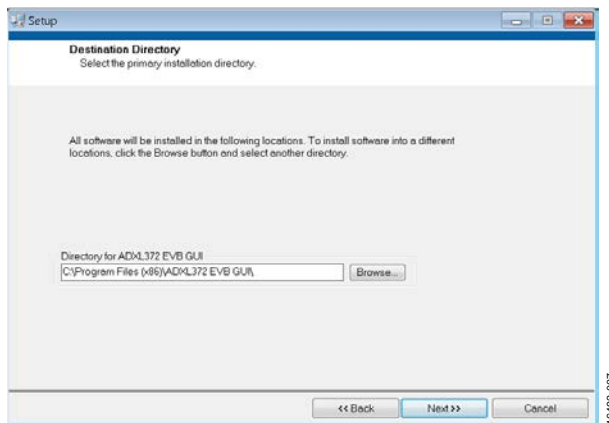 Setup
Destination Directory
Select the primary installation directory.
All software will be installed in the following locations. To install software into a different
locations, click the Browse button and select another directory.
Directory for ADXL372 EVB GUI
C:\Program Files (x86)\ADXL372 EVB GUI\
Browse...
<< Back
Next >>
Cancel